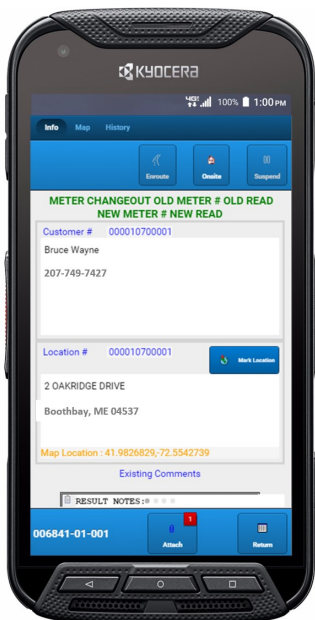 KYOCERA
4G 100% 1:00 PM
Info Map History
Enroute Onsite Suspend
METER CHANGEOUT OLD METER # OLD READ
NEW METER # NEW READ
Customer # 000010700001
Bruce Wayne
207-749-7427
Location # 000010700001
Mark Location
2 OAKRIDGE DRIVE
Boothbay, ME 04537
Map Location : 41.9826829,-72.5542739
Existing Comments
RESULT NOTES:
006841-01-001
1
Attach
Return